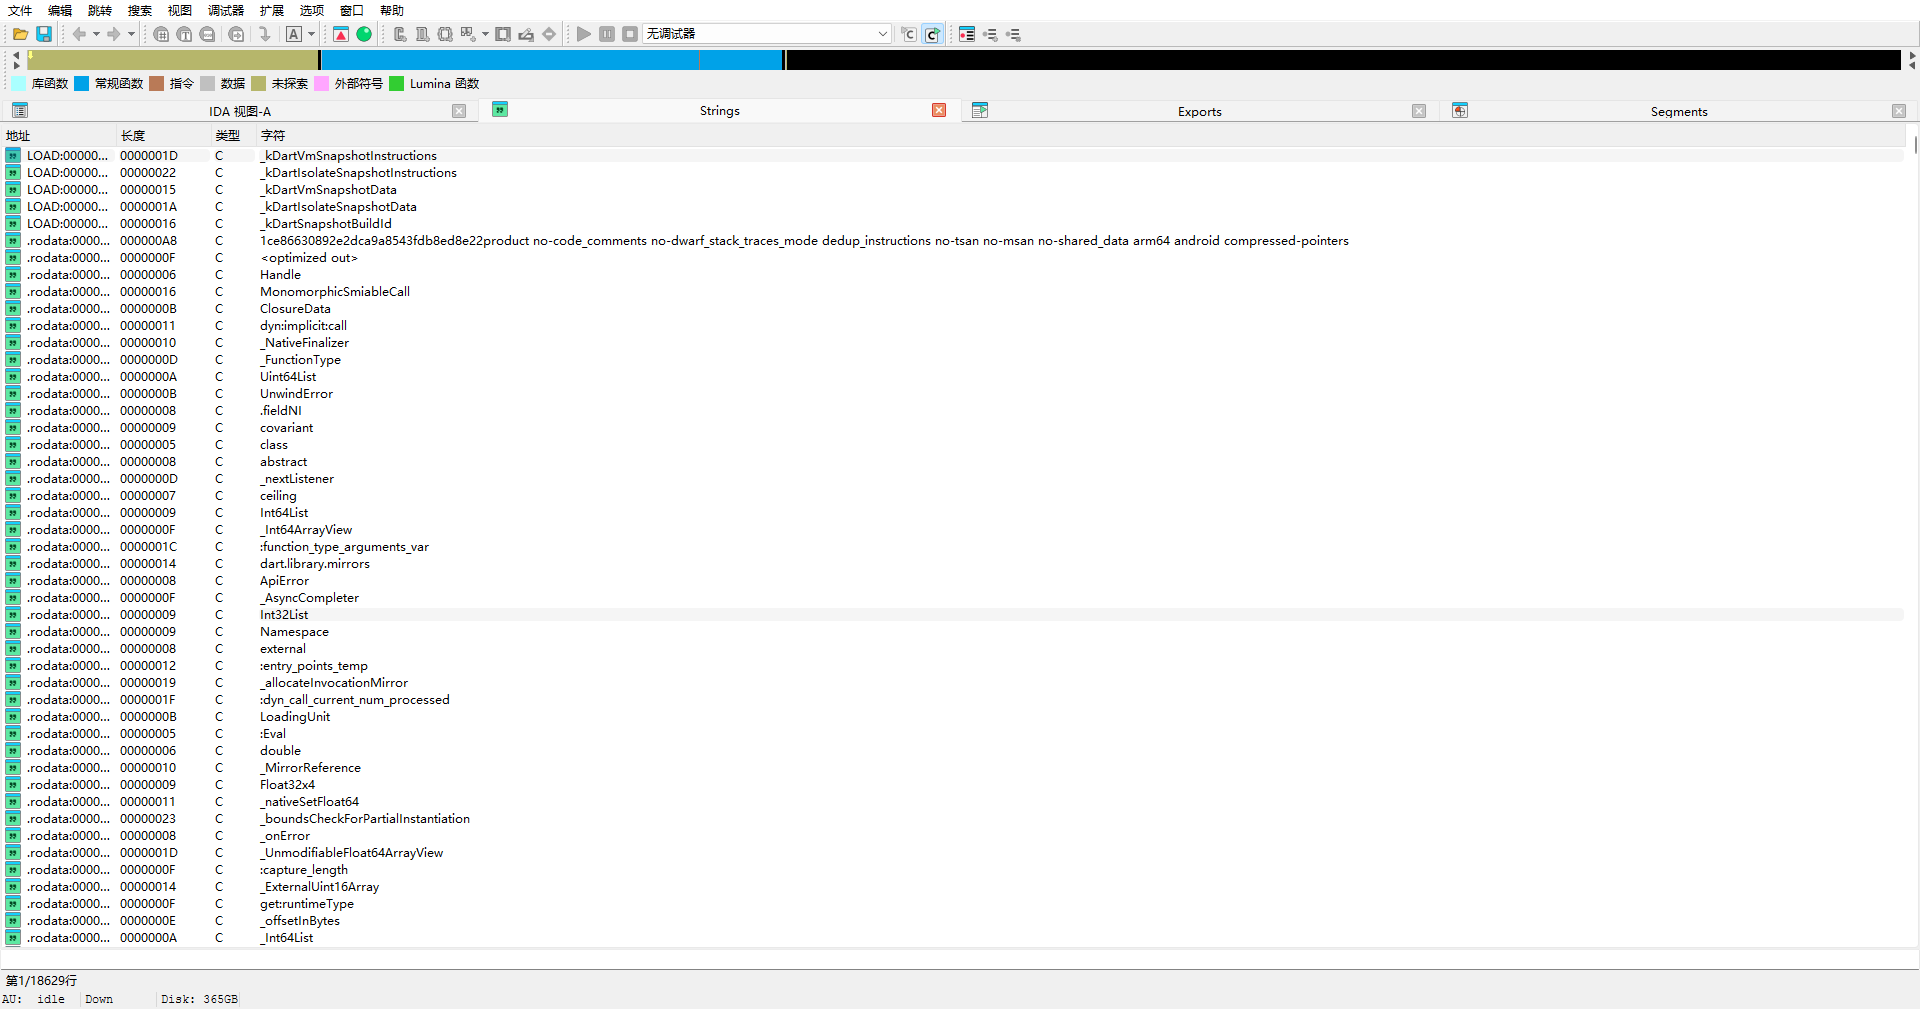 文件 编辑 跳转 搜索 视图 调试器 扩展 选项 窗口 帮助
无调试器
库函数 常规函数 指令 数据 未探索 外部符号 Lumina 函数
IDA 视图-A Strings Exports Segments
地址 长度 类型 字符
LOAD:00000... 0000001D C _kDartVmSnapshotInstructions
LOAD:00000... 00000022 C _kDartIsolateSnapshotInstructions
LOAD:00000... 00000015 C _kDartVmSnapshotData
LOAD:00000... 0000001A C _kDartIsolateSnapshotData
LOAD:00000... 00000016 C _kDartSnapshotBuildId
.rodata:0000... 000000A8 C 1ce86630892e2dca9a8543fdb8ed8e22product no-code_comments no-dwarf_stack_traces_mode dedup_instructions no-tsan no-msan no-shared_data arm64 android compressed-pointers
.rodata:0000... 0000000F C <optimized out>
.rodata:0000... 00000006 C Handle
.rodata:0000... 00000016 C MonomorphicSmiableCall
.rodata:0000... 0000000B C ClosureData
.rodata:0000... 00000011 C dyn:implicit:call
.rodata:0000... 00000010 C _NativeFinalizer
.rodata:0000... 0000000D C _FunctionType
.rodata:0000... 0000000A C Uint64List
.rodata:0000... 0000000B C UnwindError
.rodata:0000... 00000008 C .fieldNI
.rodata:0000... 00000009 C covariant
.rodata:0000... 00000005 C class
.rodata:0000... 00000008 C abstract
.rodata:0000... 0000000D C _nextListener
.rodata:0000... 00000007 C ceiling
.rodata:0000... 00000009 C Int64List
.rodata:0000... 0000000F C _Int64ArrayView
.rodata:0000... 0000001C C :function_type_arguments_var
.rodata:0000... 00000014 C dart.library.mirrors
.rodata:0000... 00000008 C ApiError
.rodata:0000... 0000000F C _AsyncCompleter
.rodata:0000... 00000009 C Int32List
.rodata:0000... 00000009 C Namespace
.rodata:0000... 00000008 C external
.rodata:0000... 00000012 C :entry_points_temp
.rodata:0000... 00000019 C _allocateInvocationMirror
.rodata:0000... 0000001F C :dyn_call_current_num_processed
.rodata:0000... 0000000B C LoadingUnit
.rodata:0000... 00000005 C :Eval
.rodata:0000... 00000006 C double
.rodata:0000... 00000010 C _MirrorReference
.rodata:0000... 00000009 C Float32x4
.rodata:0000... 00000011 C _nativeSetFloat64
.rodata:0000... 00000023 C _boundsCheckForPartialInstantiation
.rodata:0000... 00000008 C _onError
.rodata:0000... 0000001D C _UnmodifiableFloat64ArrayView
.rodata:0000... 0000000F C :capture_length
.rodata:0000... 00000014 C _ExternalUint16Array
.rodata:0000... 0000000F C get:runtimeType
.rodata:0000... 0000000E C _offsetInBytes
.rodata:0000... 0000000A C _Int64List
第1/18629行
AU: idle Down Disk: 365GB